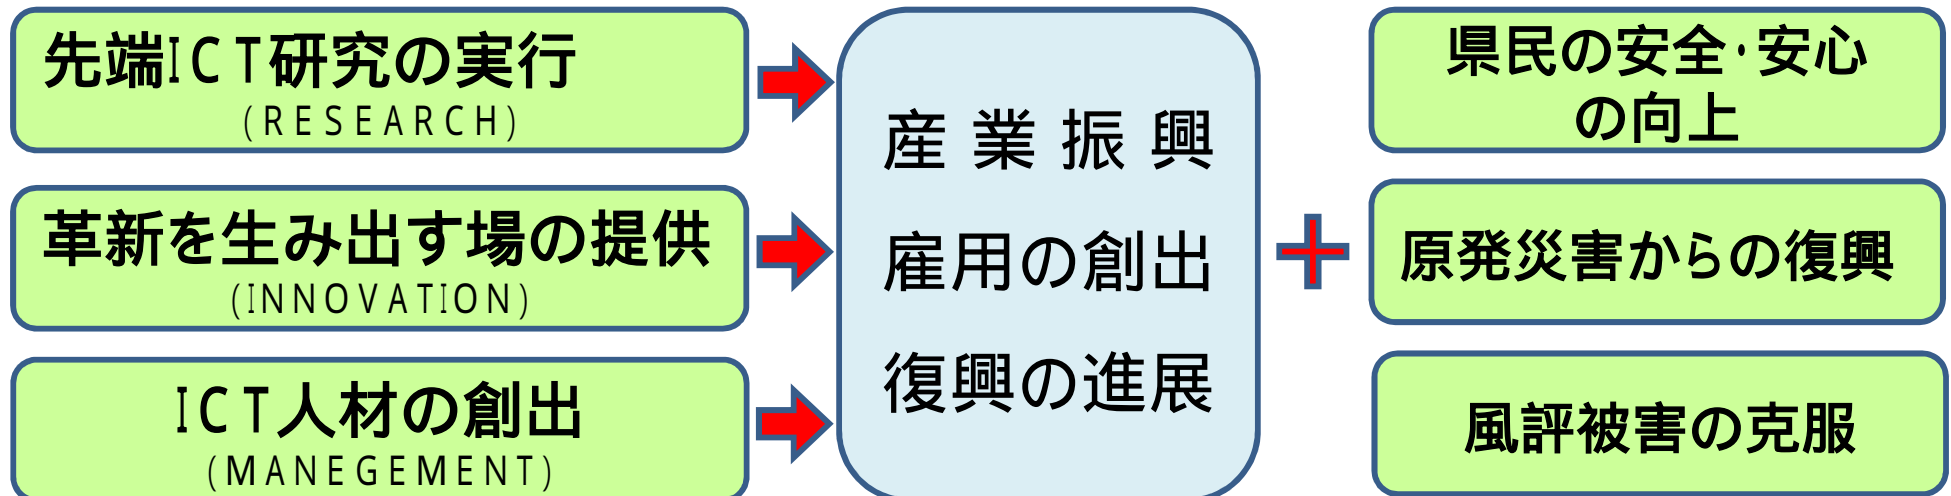 先端ICT研究の実行
(RESEARCH)
革新を生み出す場の提供
(INNOVATION)
ICT人材の創出
(MANEGEMENT)
産業振興
雇用の創出
復興の進展
県民の安全・安心
の向上
原発災害からの復興
風評被害の克服